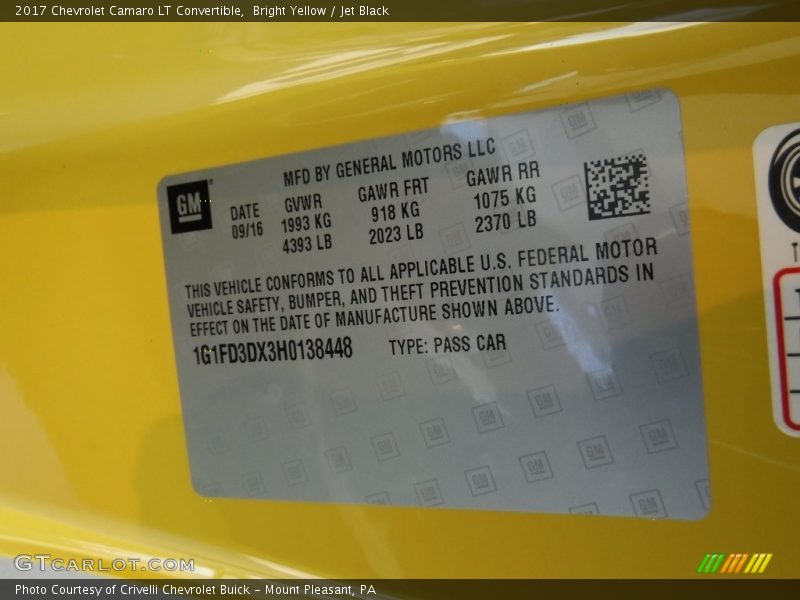 2017 Chevrolet Camaro LT Convertible,  Bright Yellow / Jet Black
GM
MFD BY GENERAL MOTORS LLC
DATE GVWR GAWR FRT GAWR RR
09/16 1993 KG 918 KG 1075 KG
4393 LB 2023 LB 2370 LB
THIS VEHICLE CONFORMS TO ALL APPLICABLE U.S. FEDERAL MOTOR
VEHICLE SAFETY, BUMPER, AND THEFT PREVENTION STANDARDS IN
EFFECT ON THE DATE OF MANUFACTURE SHOWN ABOVE.
1G1FD3DX3H0138448 TYPE: PASS CAR
GTCARLOT.COM
Photo Courtesy of Crivelli Chevrolet Buick - Mount Pleasant, PA